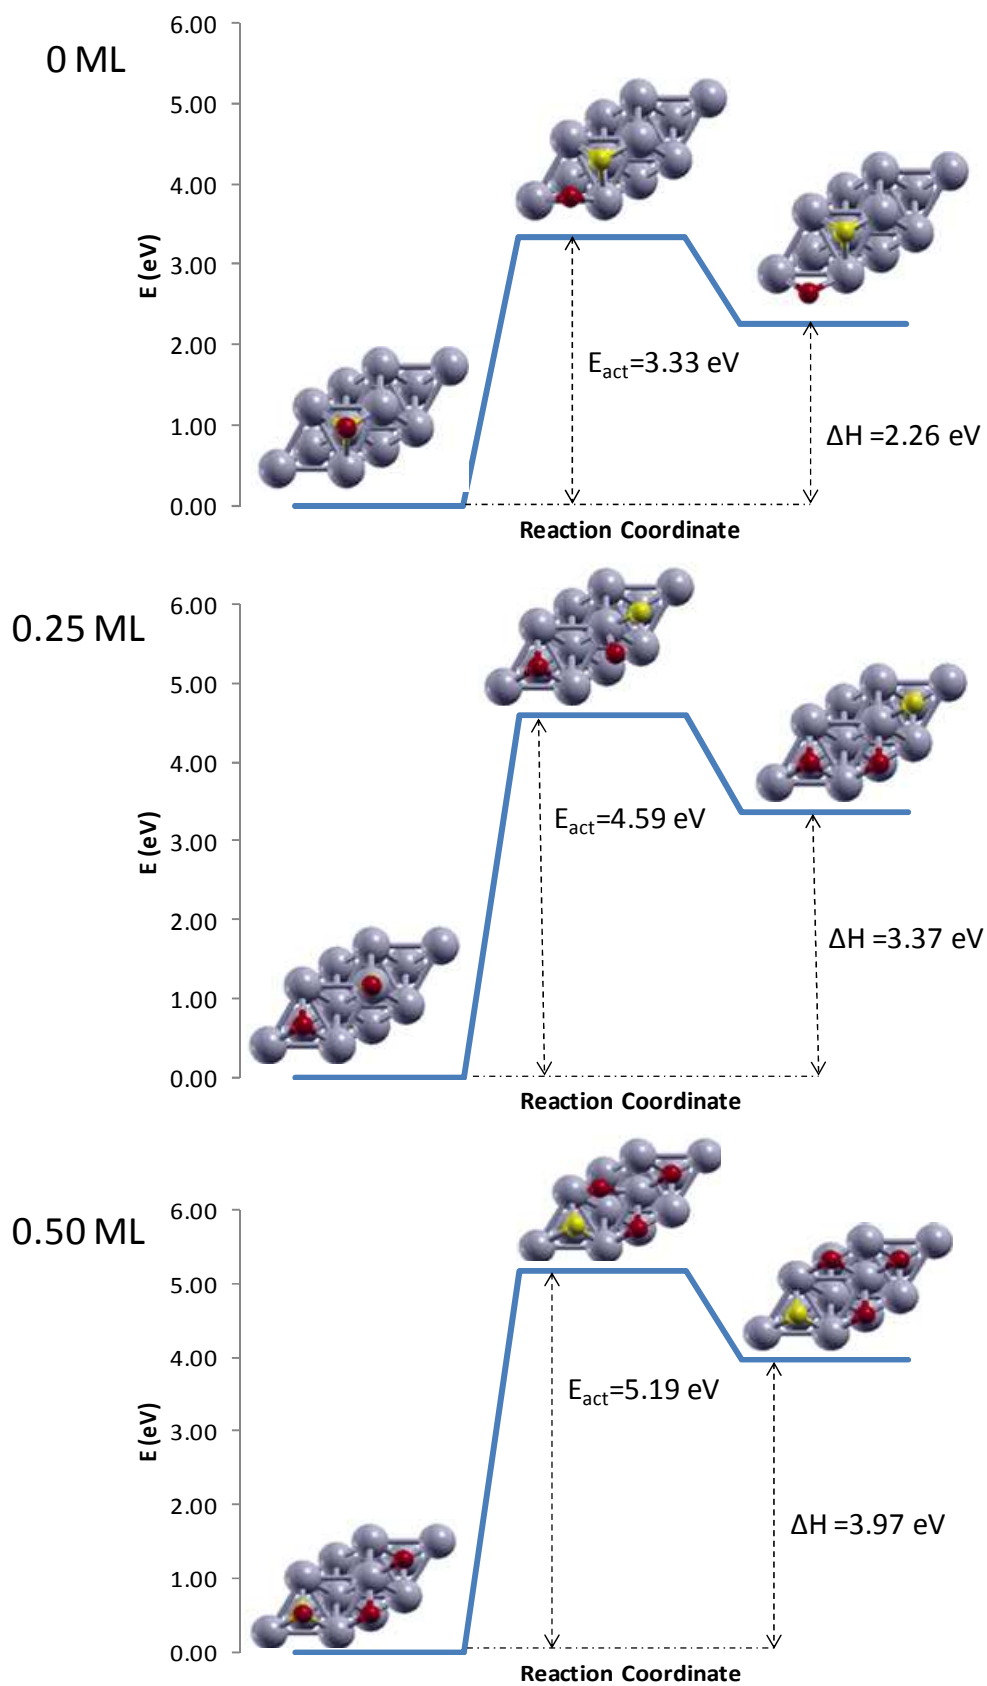 0 ML
6.00
5.00
4.00
3.00
2.00
1.00
0.00
E (eV)
Eact=3.33 eV
ΔH =2.26 eV
Reaction Coordinate
0.25 ML
6.00
5.00
4.00
3.00
2.00
1.00
0.00
E (eV)
Eact=4.59 eV
ΔH =3.37 eV
Reaction Coordinate
0.50 ML
6.00
5.00
4.00
3.00
2.00
1.00
0.00
E (eV)
Eact=5.19 eV
ΔH =3.97 eV
Reaction Coordinate